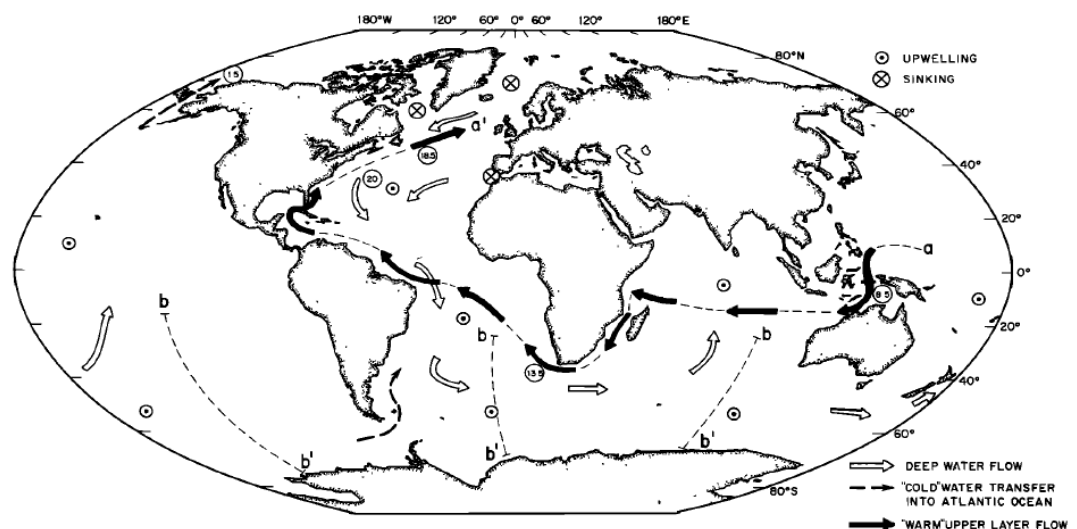 180°W 120° 60° 0° 60° 120° 180°E
80°N
UPWELLING
SINKING
15
60°
a'
18.5
20
40°
20°
a
0°
8.5
b
b
b
20°
13.5
40°
b'
b'
b'
60°
80°S
DEEP WATER FLOW
"COLD" WATER TRANSFER
INTO ATLANTIC OCEAN
"WARM" UPPER LAYER FLOW